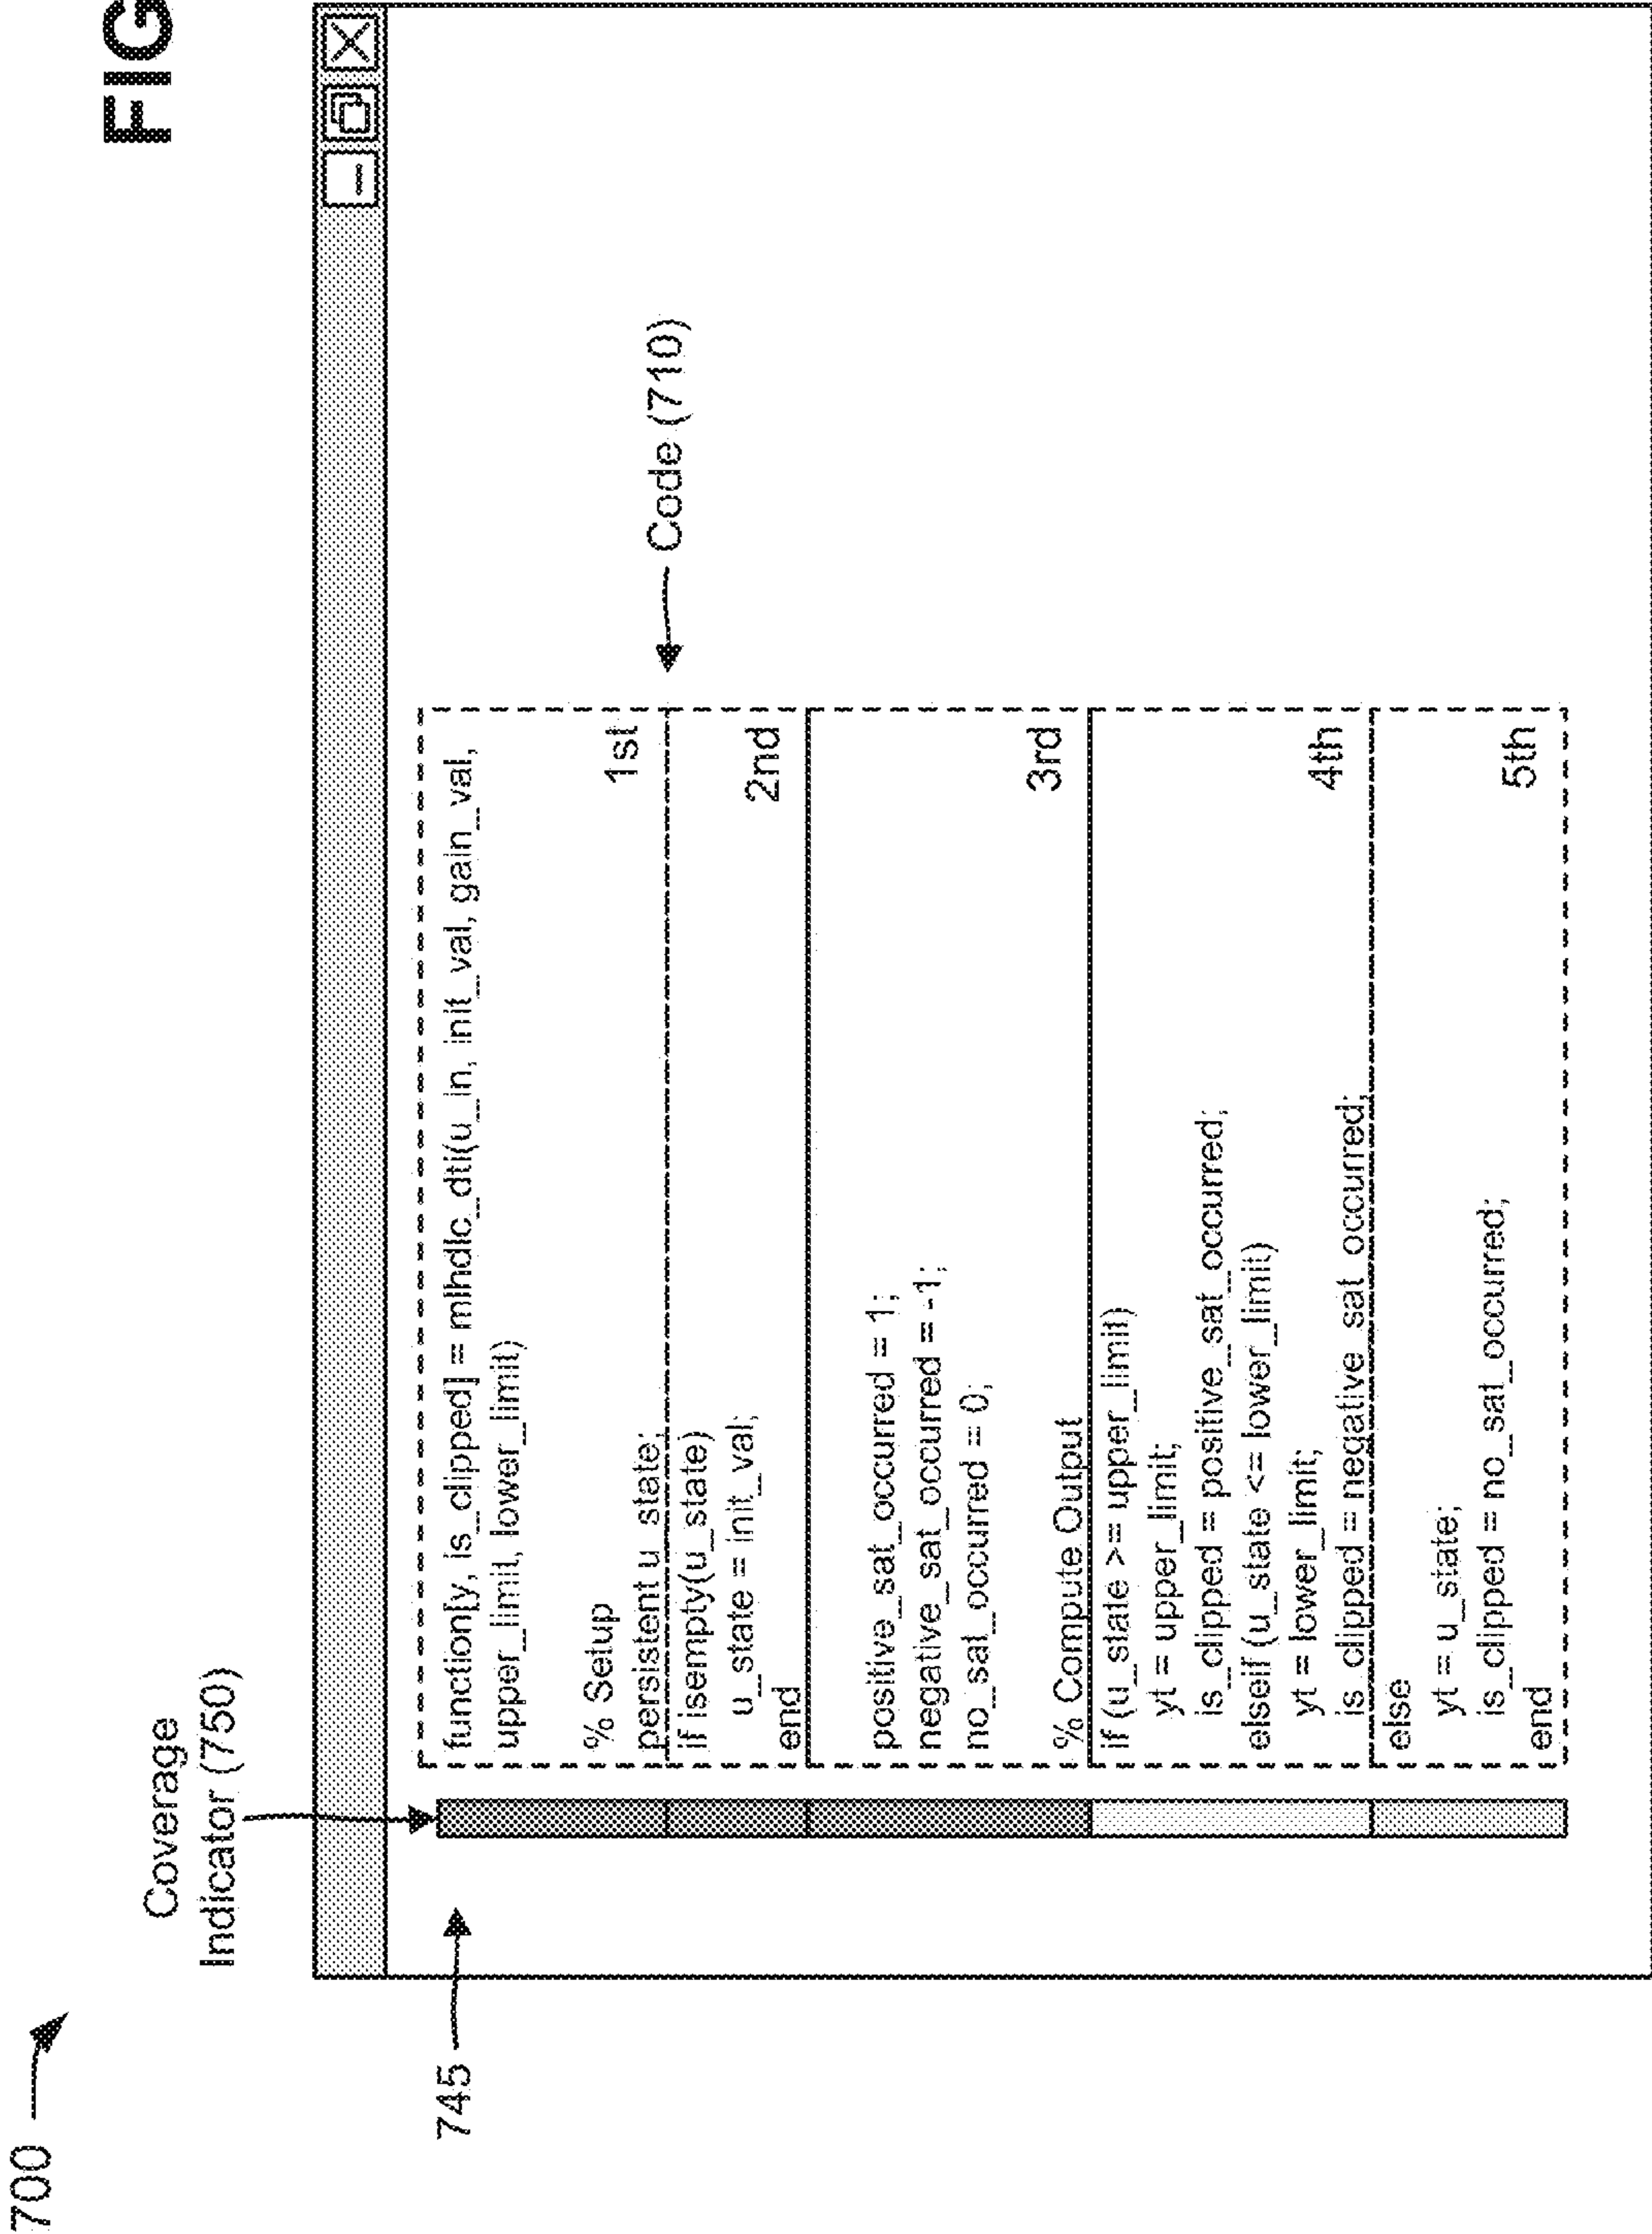 700
FIG
Coverage
Indicator (750)
745
Code (710)
function[y, is_clipped] = mlhdlc_dti(u_in, init_val, gain_val,
upper_limit, lower_limit)
% Setup
persistent u_state;
1st
if isempty(u_state)
u_state = init_val;
end
2nd
positive_sat_occurred = 1;
negative_sat_occurred = -1;
no_sat_occurred = 0;
% Compute Output
3rd
if (u_state >= upper_limit)
yt = upper_limit;
is_clipped = positive_sat_occurred;
elseif (u_state <= lower_limit)
yt = lower_limit;
is_clipped = negative_sat_occurred;
4th
else
yt = u_state;
is_clipped = no_sat_occurred;
end
5th